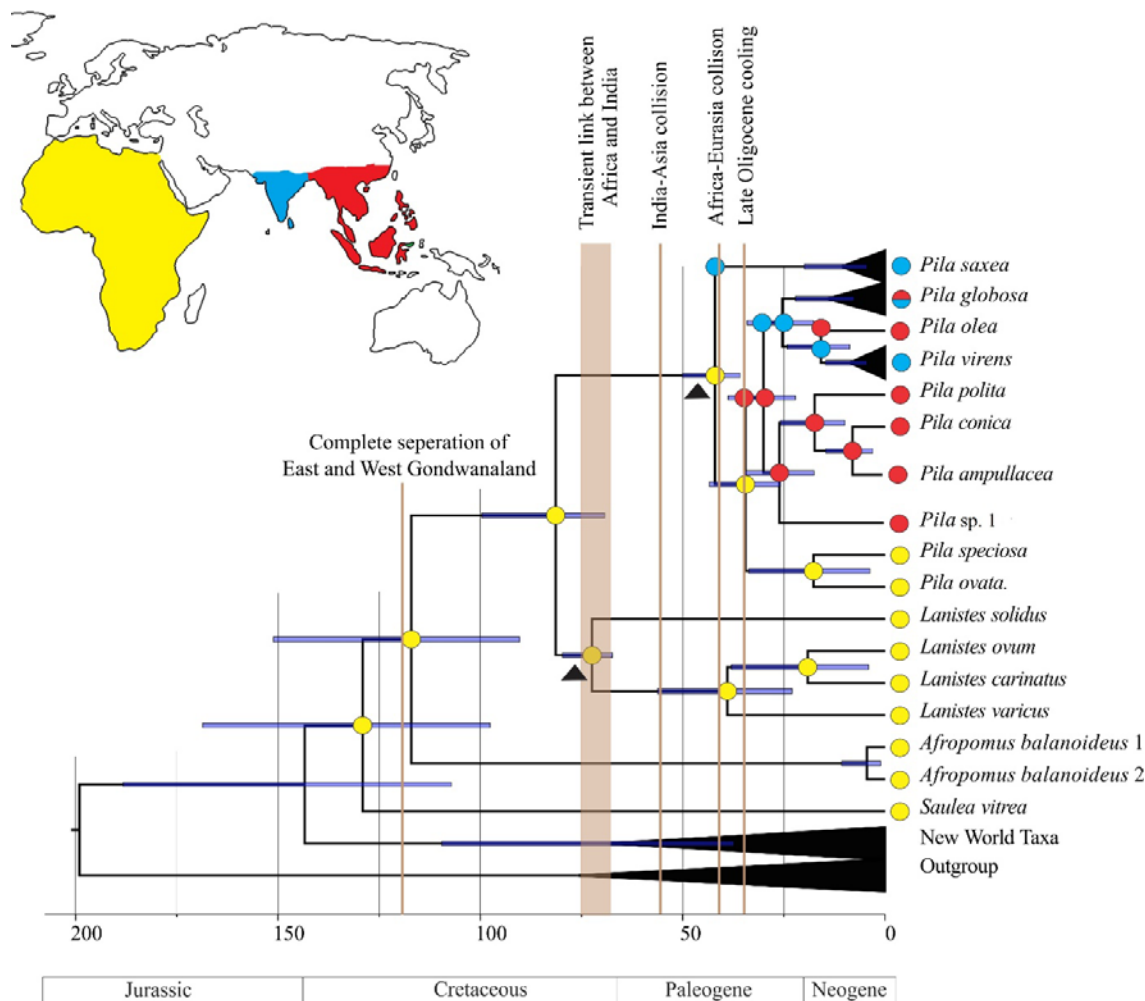 Transient link between
Africa and India
India-Asia collision
Africa-Eurasia collison
Late Oligocene cooling
Complete seperation of
East and West Gondwanaland
Pila saxea
Pila globosa
Pila olea
Pila virens
Pila polita
Pila conica
Pila ampullacea
Pila sp. 1
Pila speciosa
Pila ovata.
Lanistes solidus
Lanistes ovum
Lanistes carinatus
Lanistes varicus
Afropomus balanoideus 1
Afropomus balanoideus 2
Saulea vitrea
New World Taxa
Outgroup
200 150 100 50 0
Jurassic Cretaceous Paleogene Neogene